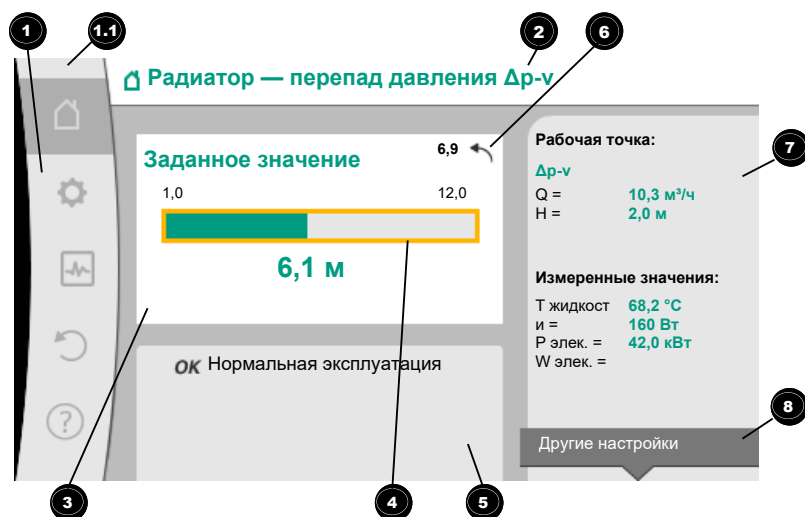 1
1.1
2
6
Радиатор — перепад давления Δp-v
Заданное значение
6,9
1,0
12,0
6,1 м
OK Нормальная эксплуатация
Рабочая точка:
7
Δp-v
Q = 10,3 м³/ч
H = 2,0 м
Измеренные значения:
T жидкост 68,2 °C
и = 160 Вт
P элек. = 42,0 кВт
W элек. =
8
Другие настройки
?
3
4
5